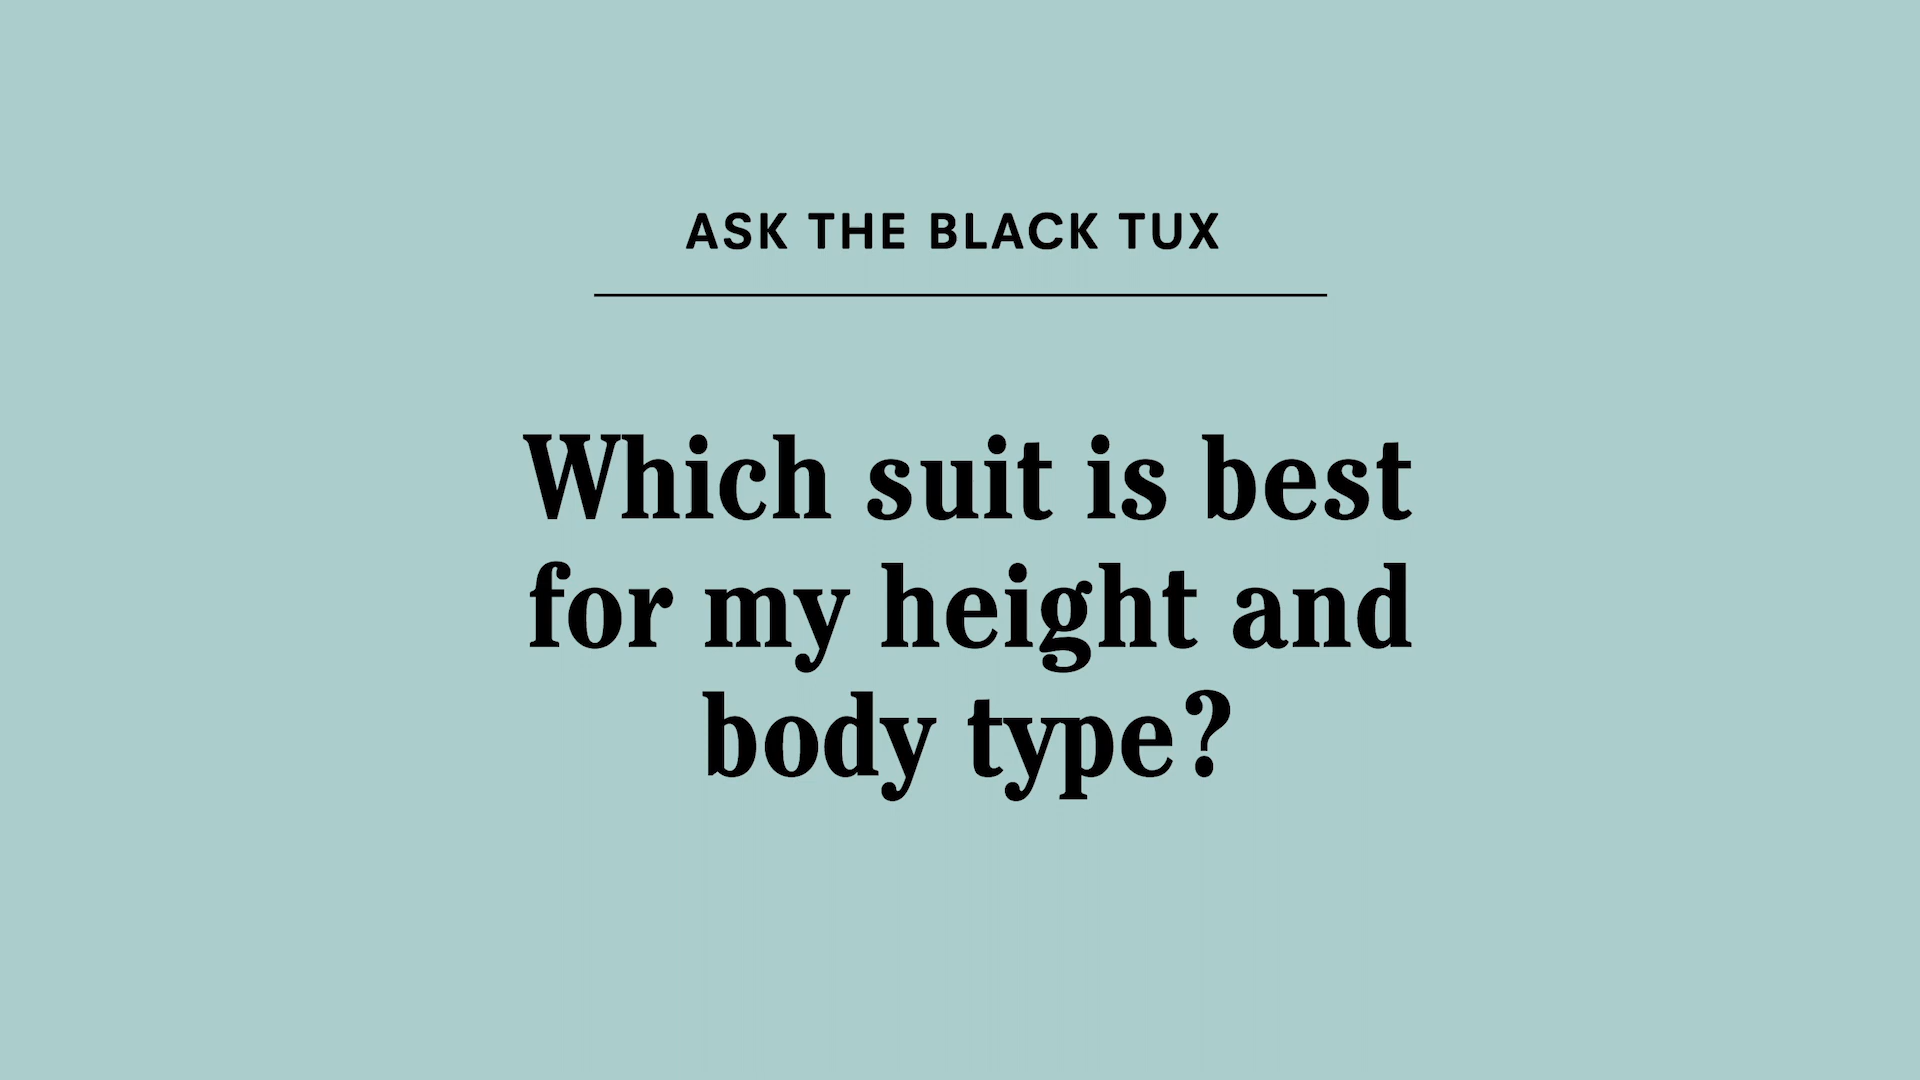 ASK THE BLACK TUX
Which suit is best
for my height and
body type?